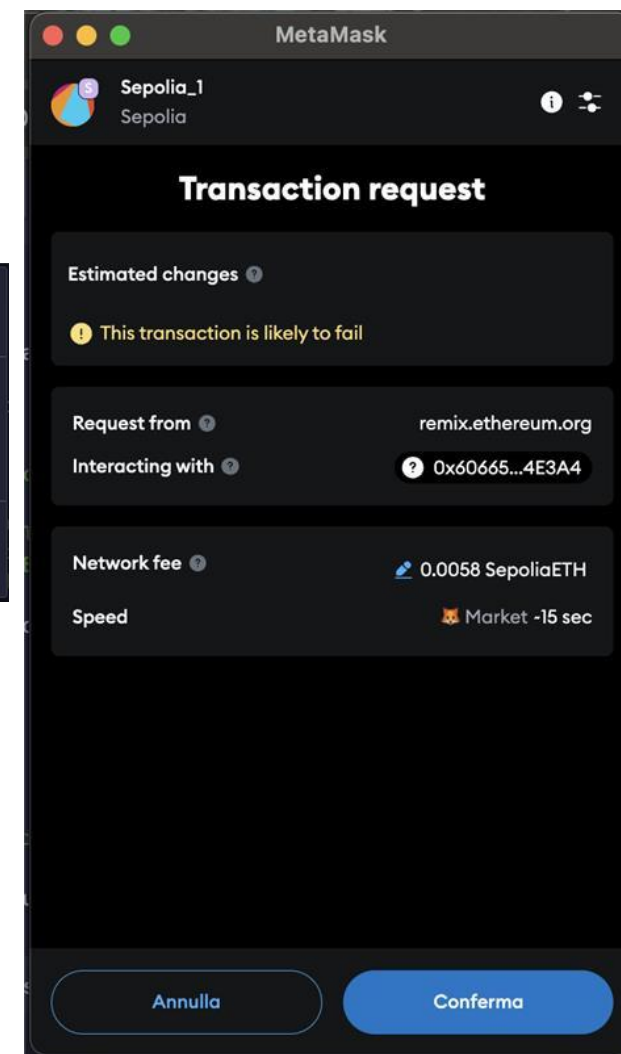 MetaMask
S
Sepolia_1
Sepolia
Transaction request
Estimated changes
This transaction is likely to fail
Request from remix.ethereum.org
Interacting with 0x60665...4E3A4
Network fee 0.0058 SepoliaETH
Speed Market ~15 sec
Annulla Conferma